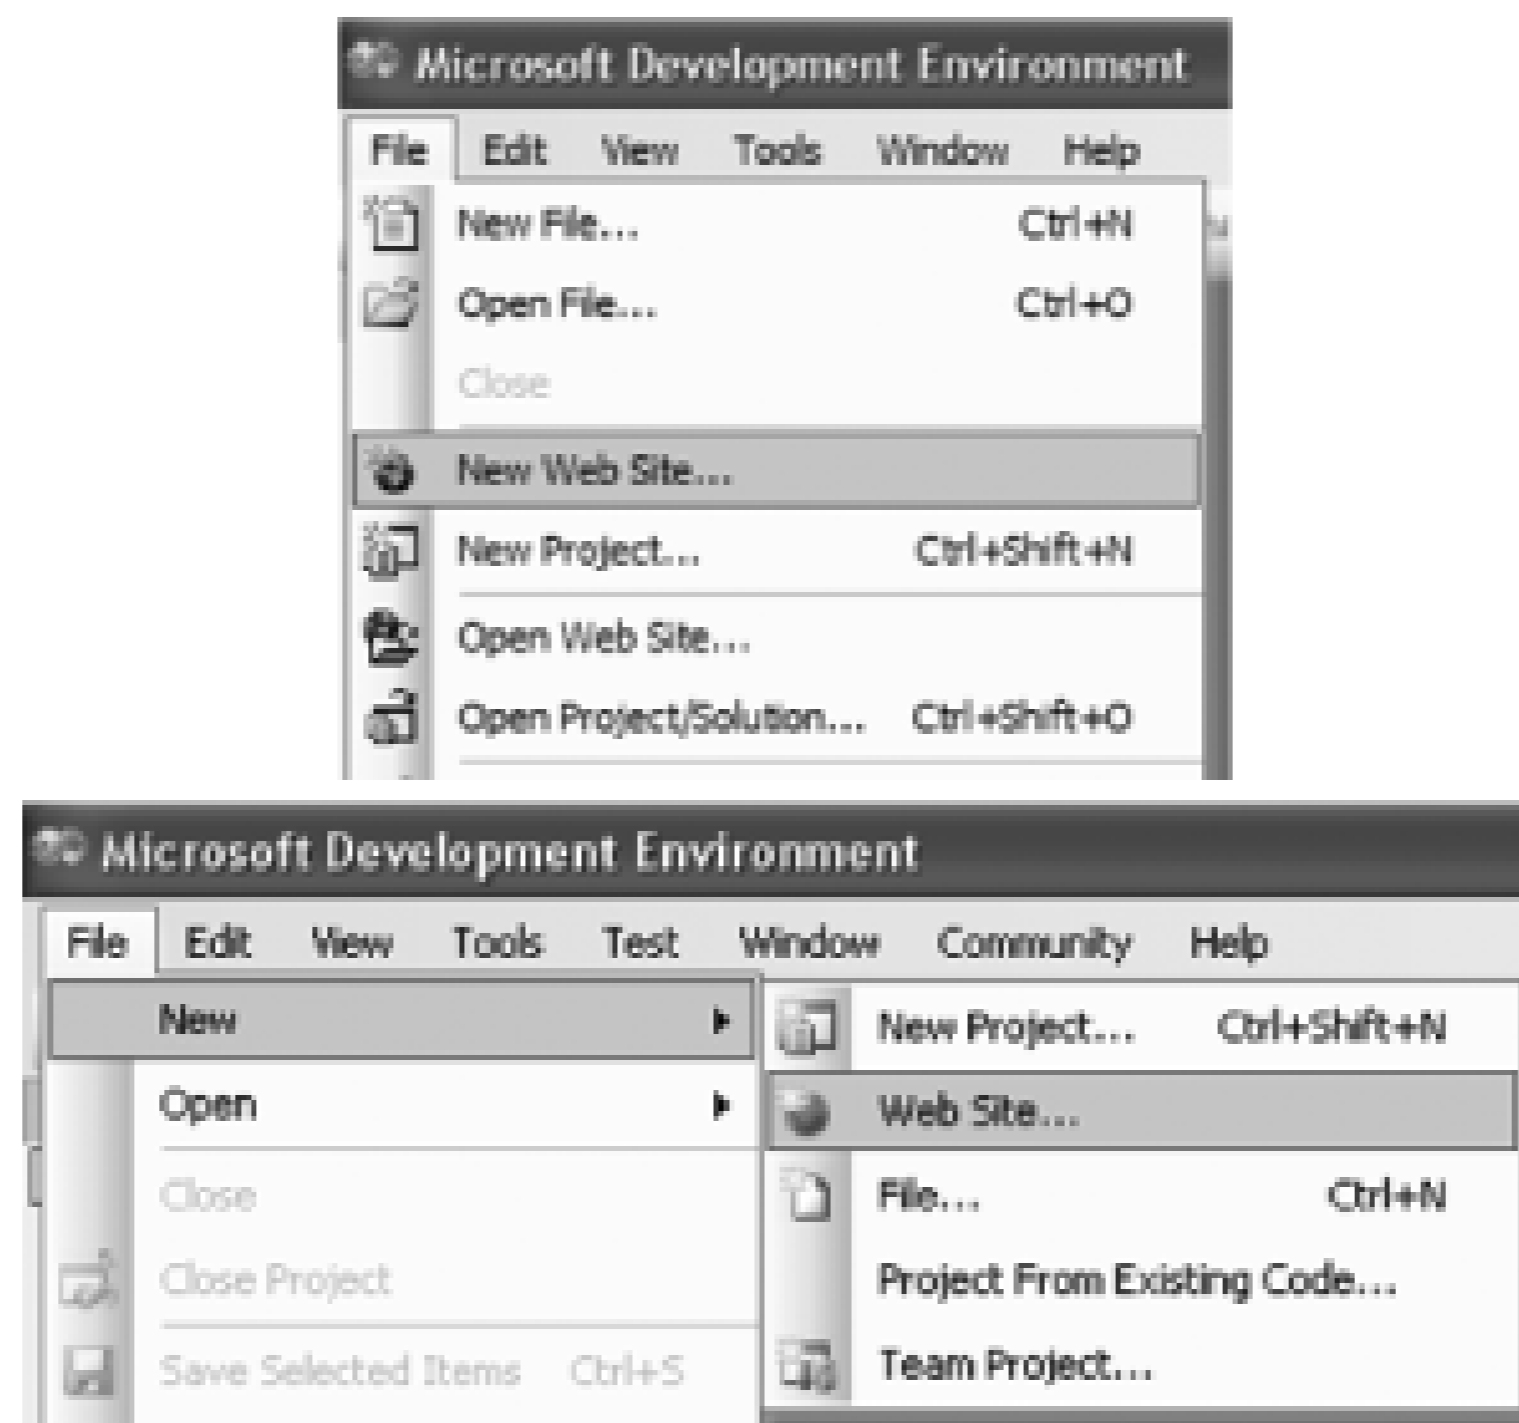 Microsoft Development Environment
File Edit View Tools Window Help
New File... Ctrl+N
Open File... Ctrl+O
Close
New Web Site...
New Project... Ctrl+Shift+N
Open Web Site...
Open Project/Solution... Ctrl+Shift+O
Microsoft Development Environment
File Edit View Tools Test Window Community Help
New New Project... Ctrl+Shift+N
Open Web Site...
Close File... Ctrl+N
Close Project Project From Existing Code...
Save Selected Items Ctrl+S Team Project...